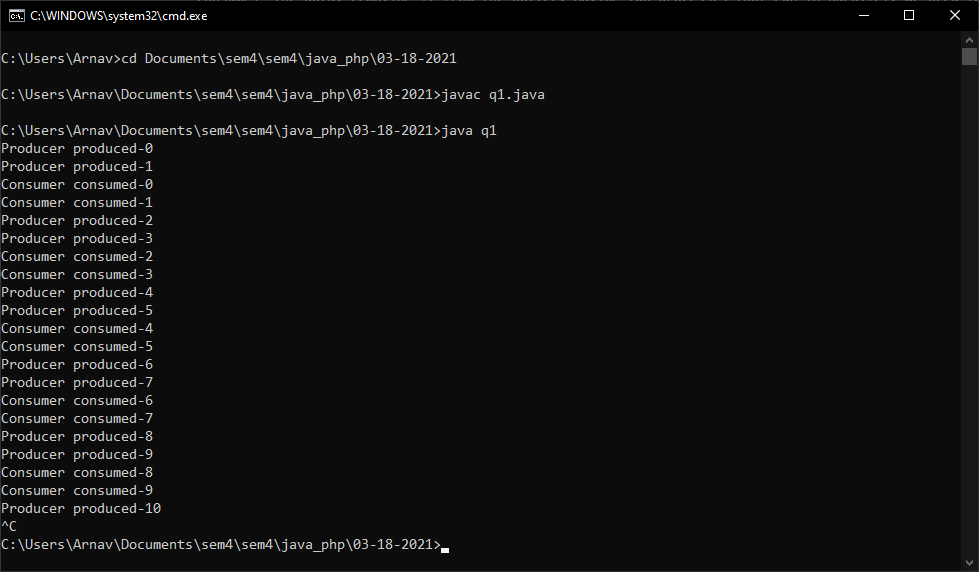 C:\WINDOWS\system32\cmd.exe
C:\Users\Arnav>cd Documents\sem4\sem4\java_php\03-18-2021
C:\Users\Arnav\Documents\sem4\sem4\java_php\03-18-2021>javac q1.java
C:\Users\Arnav\Documents\sem4\sem4\java_php\03-18-2021>java q1
Producer produced-0
Producer produced-1
Consumer consumed-0
Consumer consumed-1
Producer produced-2
Producer produced-3
Consumer consumed-2
Consumer consumed-3
Producer produced-4
Producer produced-5
Consumer consumed-4
Consumer consumed-5
Producer produced-6
Producer produced-7
Consumer consumed-6
Consumer consumed-7
Producer produced-8
Producer produced-9
Consumer consumed-8
Consumer consumed-9
Producer produced-10
^C
C:\Users\Arnav\Documents\sem4\sem4\java_php\03-18-2021>